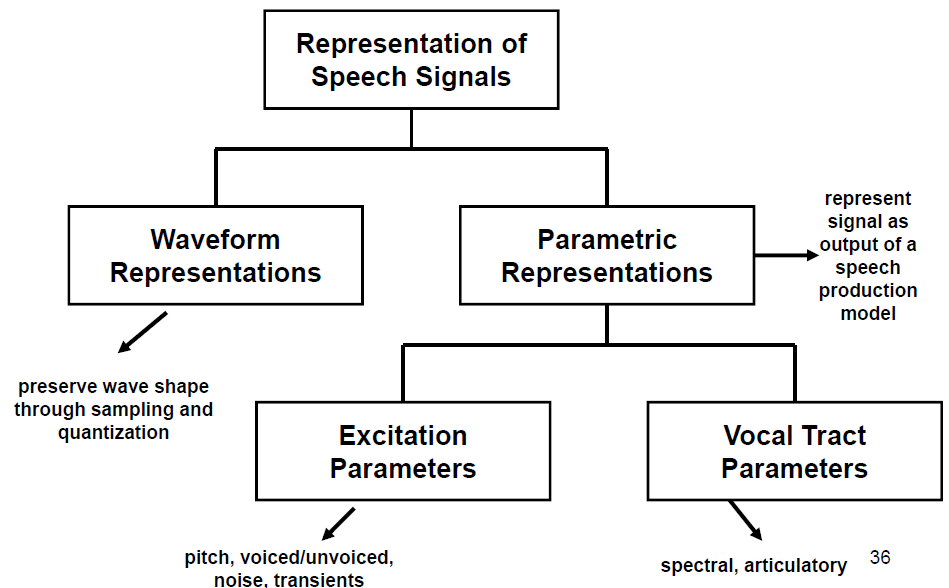 Representation of
Speech Signals
Waveform
Representations
Parametric
Representations
represent
signal as
output of a
speech
production
model
preserve wave shape
through sampling and
quantization
Excitation
Parameters
Vocal Tract
Parameters
pitch, voiced/unvoiced,
noise, transients
spectral, articulatory
36